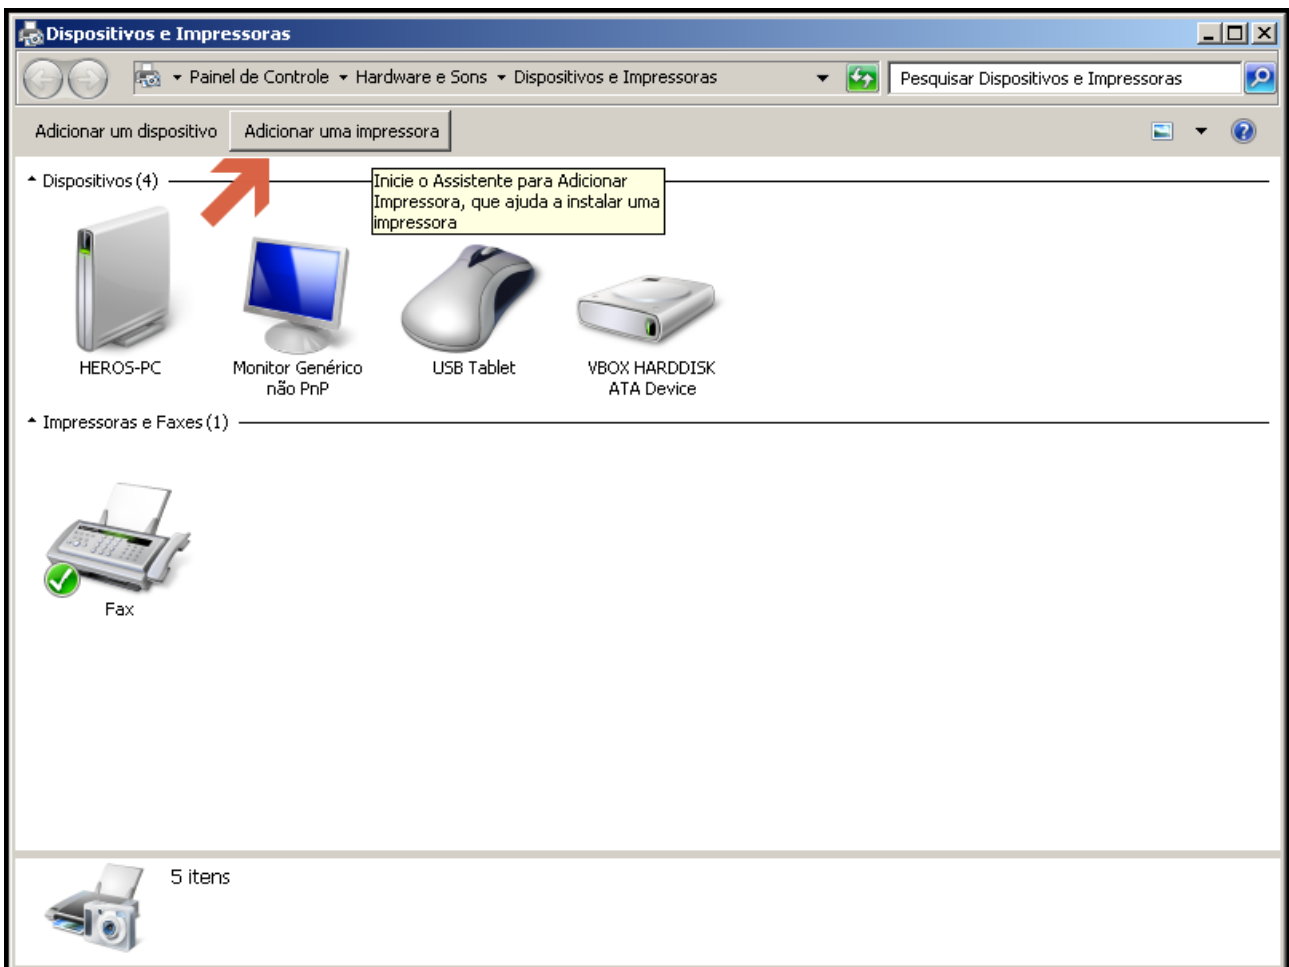 Dispositivos e Impressoras
Painel de Controle Hardware e Sons Dispositivos e Impressoras
Pesquisar Dispositivos e Impressoras
Adicionar um dispositivo Adicionar uma impressora
Dispositivos (4)
Inicie o Assistente para Adicionar
Impressora, que ajuda a instalar uma
impressora
HEROS-PC
Monitor Genérico
não PnP
USB Tablet
VBOX HARDDISK
ATA Device
Impressoras e Faxes (1)
Fax
5 itens